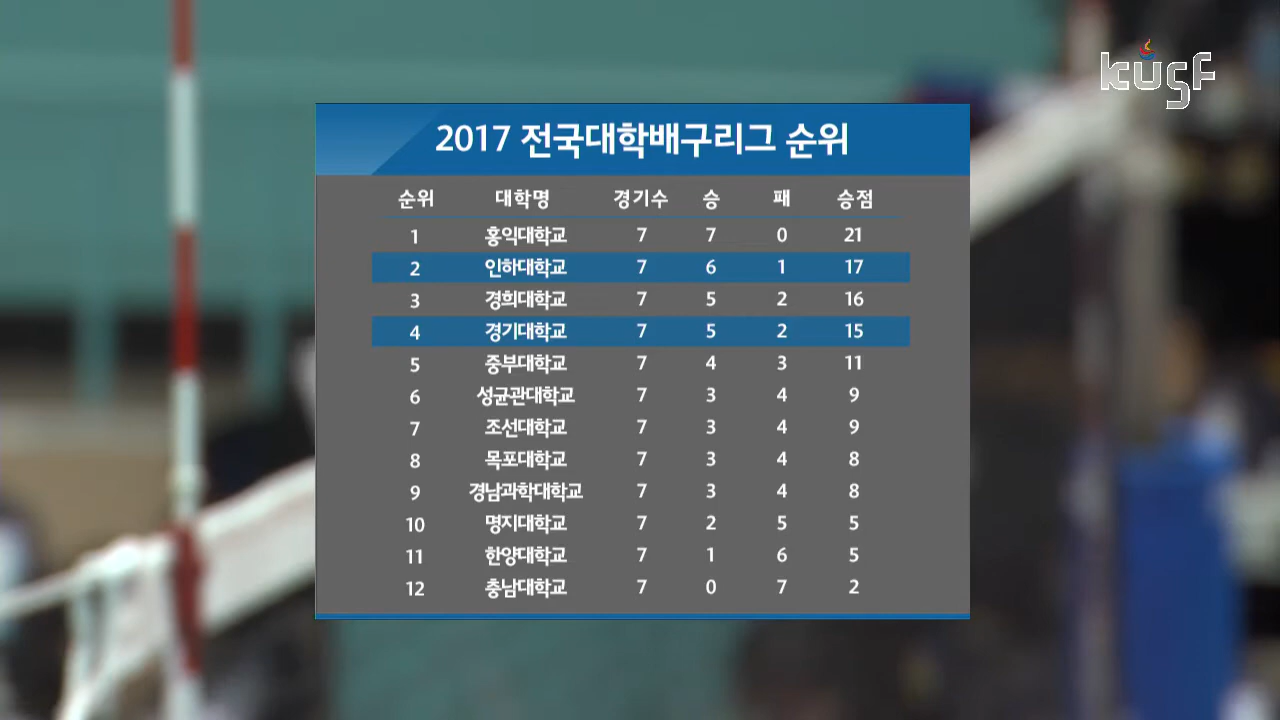 kusf
2017 전국대학배구리그 순위
순위 대학명 경기수 승 패 승점
1 홍익대학교 7 7 0 21
2 인하대학교 7 6 1 17
3 경희대학교 7 5 2 16
4 경기대학교 7 5 2 15
5 중부대학교 7 4 3 11
6 성균관대학교 7 3 4 9
7 조선대학교 7 3 4 9
8 목포대학교 7 3 4 8
9 경남과학대학교 7 3 4 8
10 명지대학교 7 2 5 5
11 한양대학교 7 1 6 5
12 충남대학교 7 0 7 2